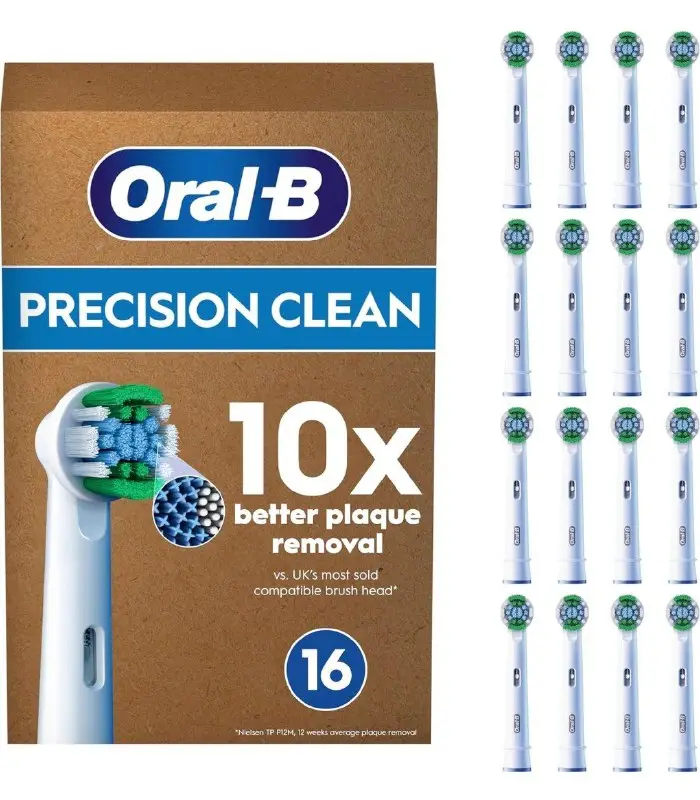 Oral-B
PRECISION CLEAN
10x
better plaque
removal
vs. UK's most sold
compatible brush head*
16
*Nielsen TP P12M, 12 weeks average plaque removal